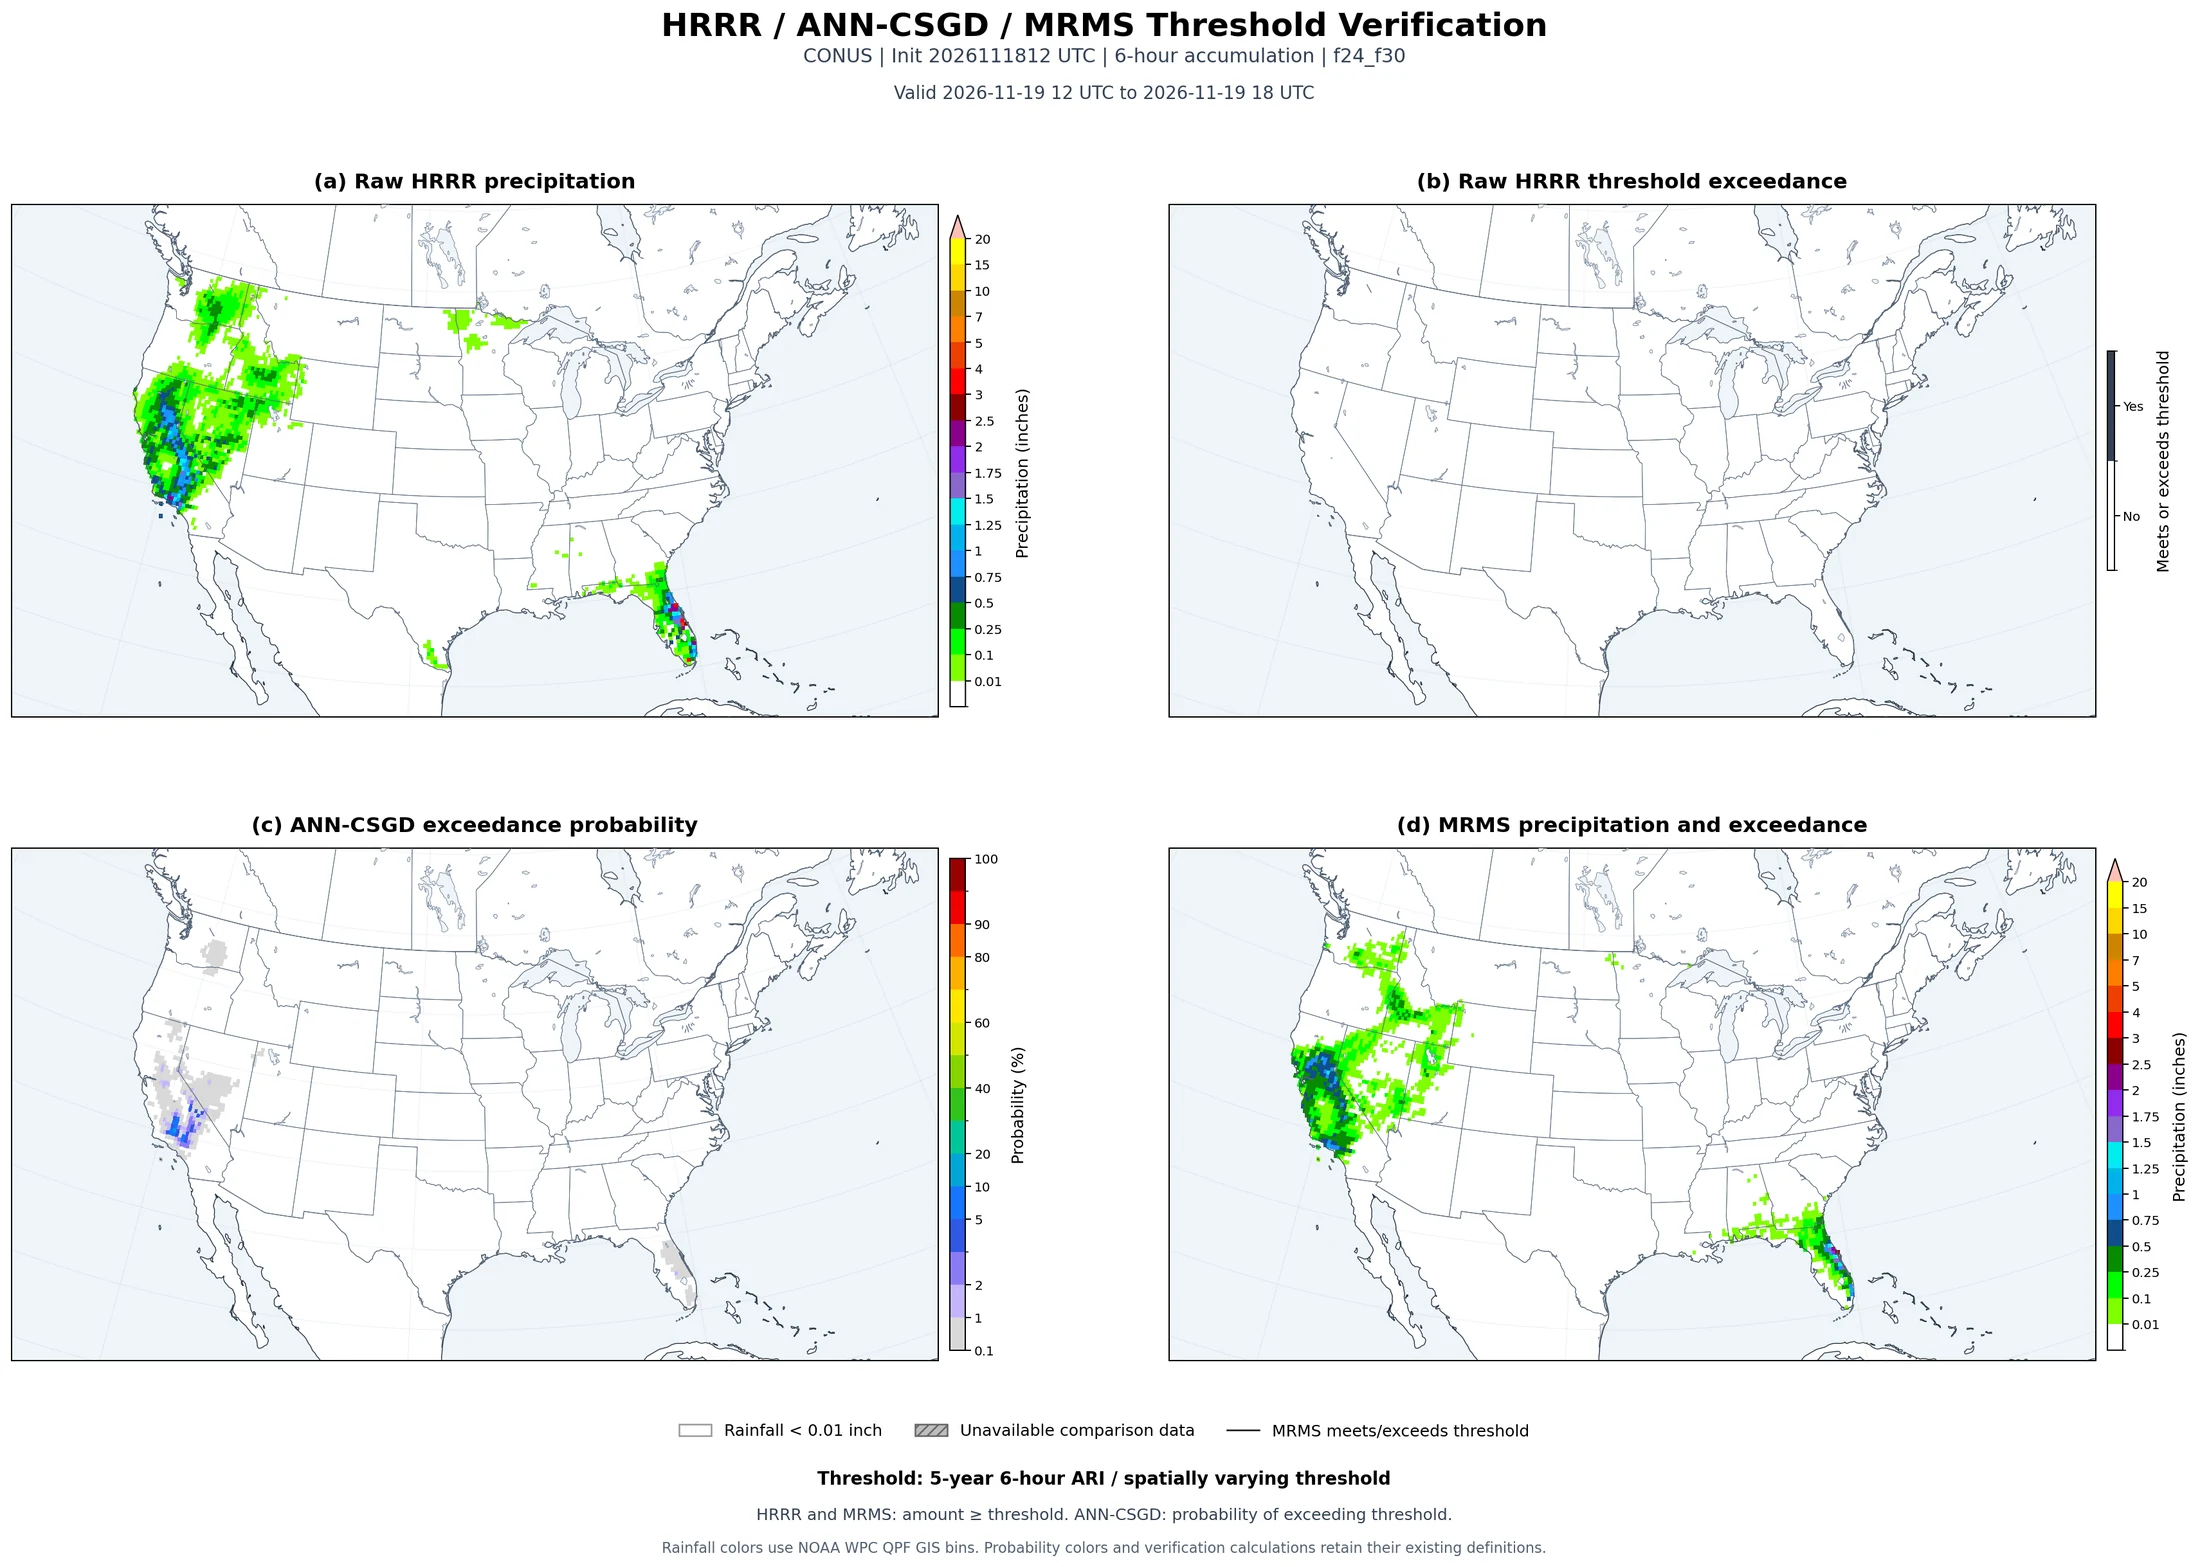 HRRR / ANN-CSGD / MRMS Threshold Verification
CONUS | Init 2026111812 UTC | 6-hour accumulation | f24_f30
Valid 2026-11-19 12 UTC to 2026-11-19 18 UTC
(a) Raw HRRR precipitation
20
15
10
7
5
4
3
2.5
2
1.75
1.5
1.25
1
0.75
0.5
0.25
0.1
0.01
Precipitation (inches)
(b) Raw HRRR threshold exceedance
Yes
No
Meets or exceeds threshold
(c) ANN-CSGD exceedance probability
100
90
80
60
40
20
10
5
2
1
0.1
Probability (%)
(d) MRMS precipitation and exceedance
20
15
10
7
5
4
3
2.5
2
1.75
1.5
1.25
1
0.75
0.5
0.25
0.1
0.01
Precipitation (inches)
Rainfall < 0.01 inch
Unavailable comparison data
MRMS meets/exceeds threshold
Threshold: 5-year 6-hour ARI / spatially varying threshold
HRRR and MRMS: amount ≥ threshold. ANN-CSGD: probability of exceeding threshold.
Rainfall colors use NOAA WPC QPF GIS bins. Probability colors and verification calculations retain their existing definitions.